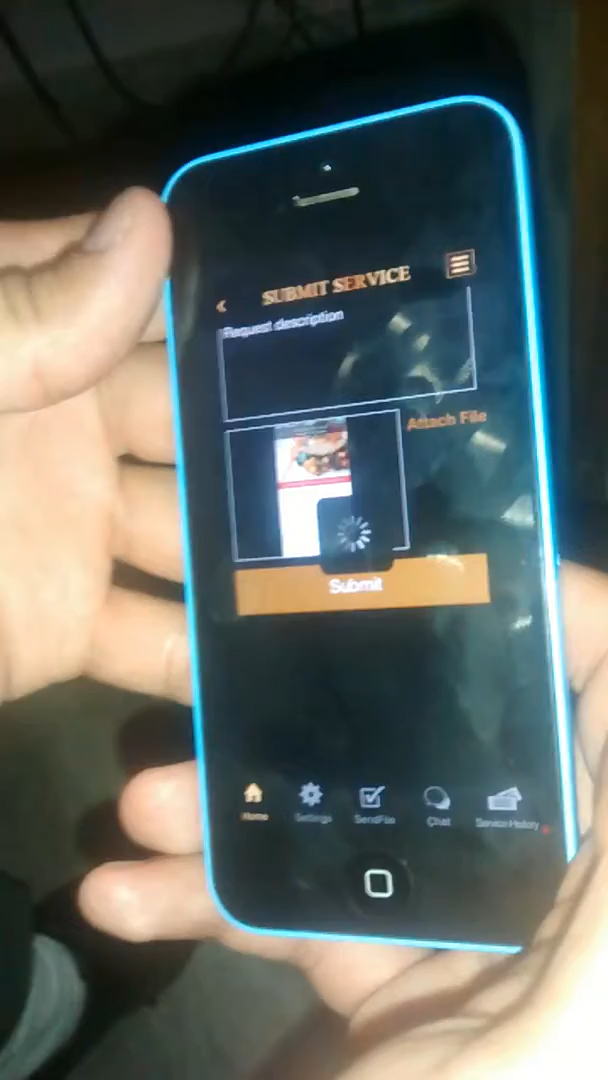 SUBMIT SERVICE
Request description
Attach File
Submit
Home
Settings
SendFile
Chat
Service History